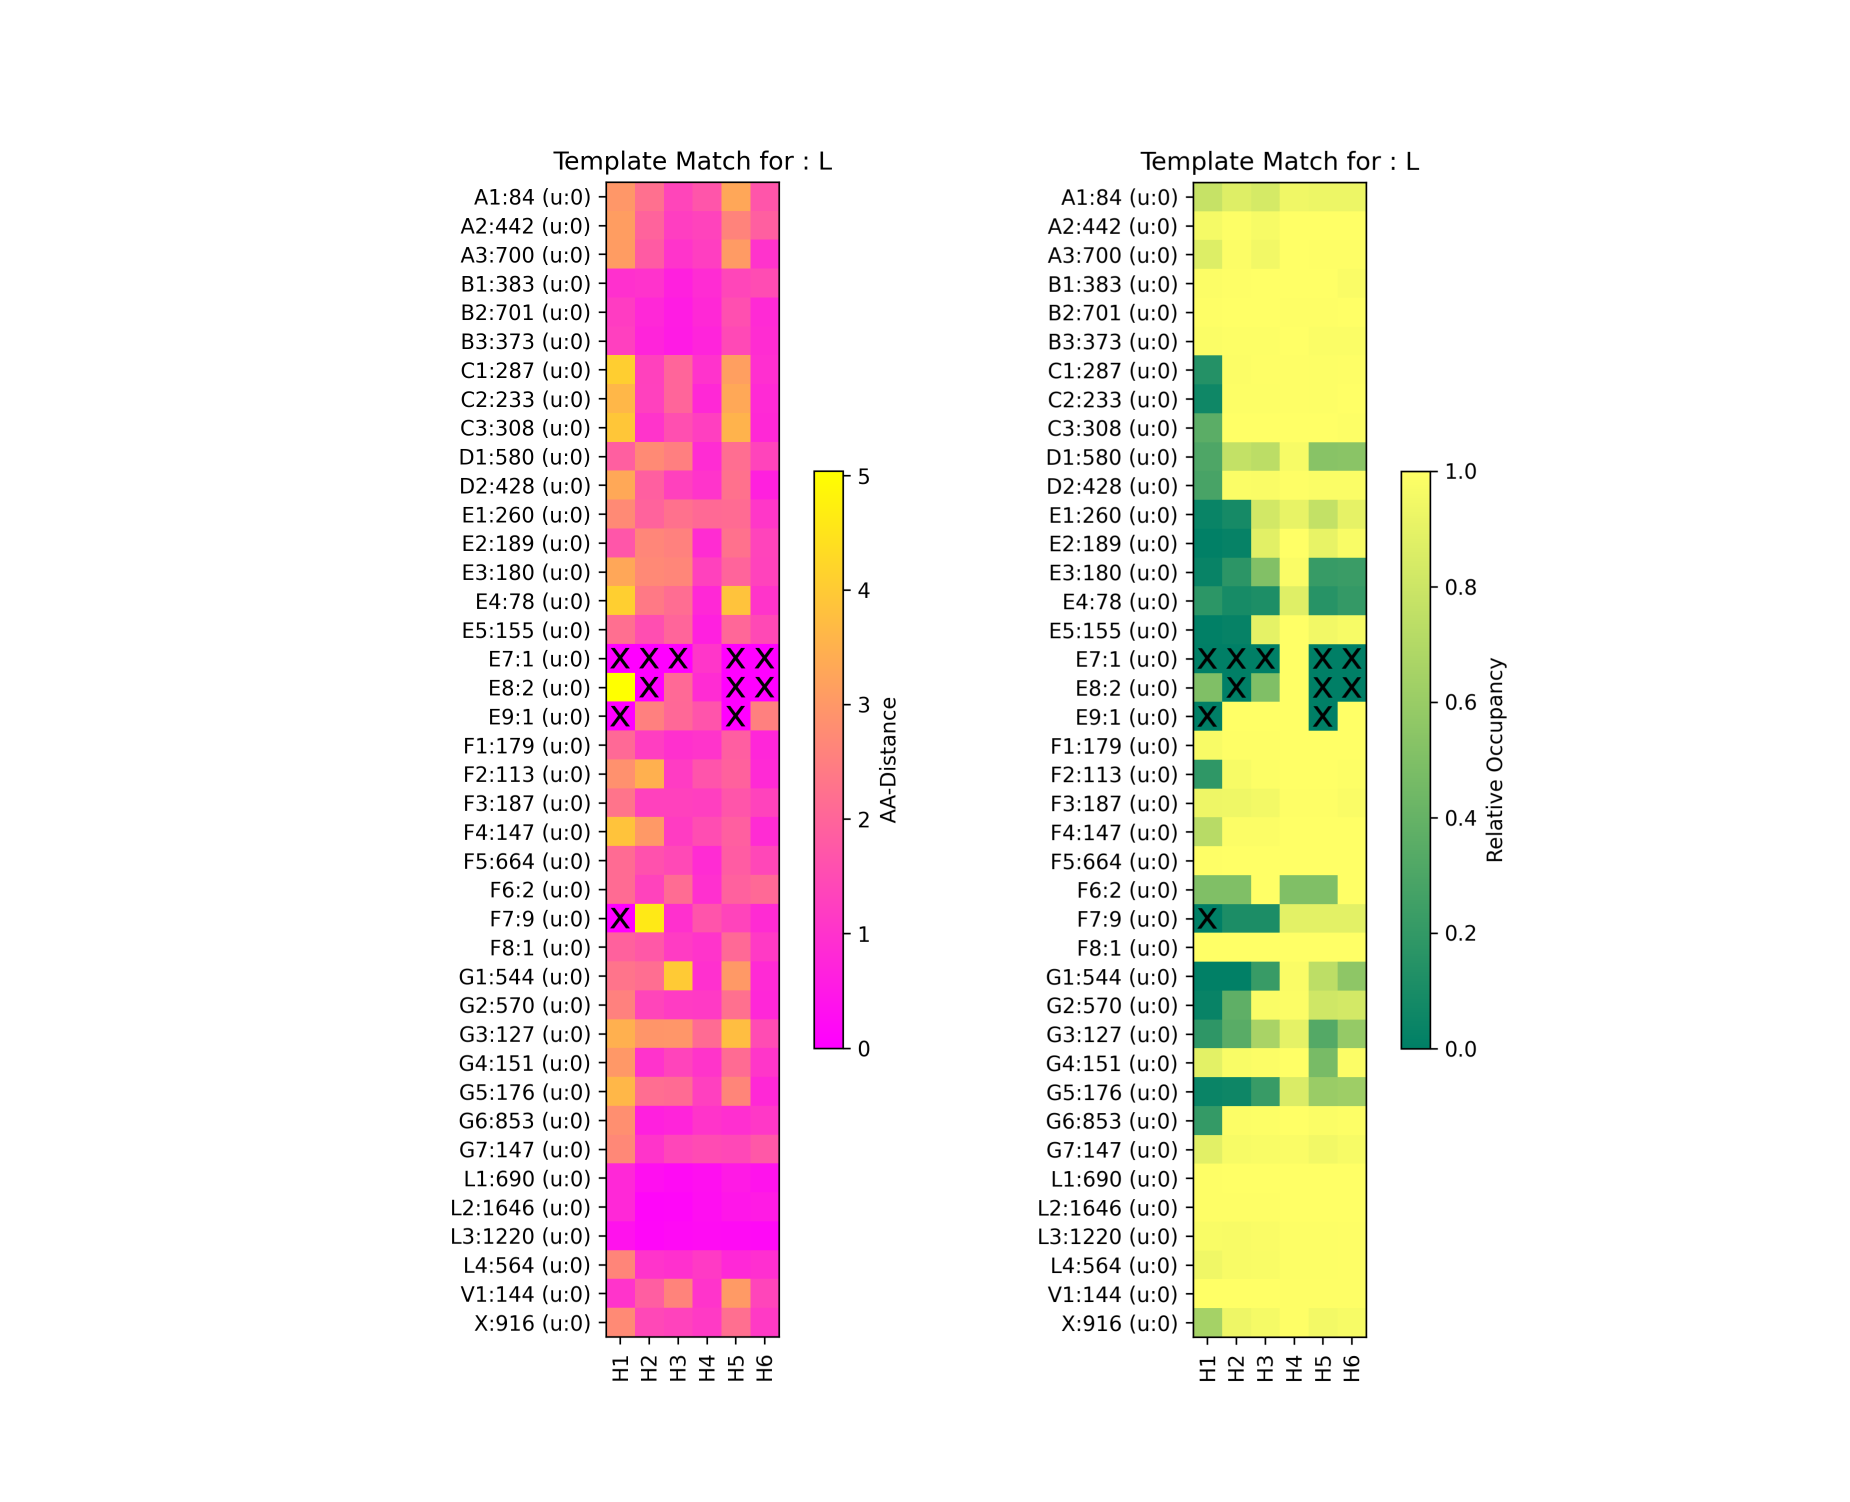 Template Match for : L
A1:84 (u:0)
A2:442 (u:0)
A3:700 (u:0)
B1:383 (u:0)
B2:701 (u:0)
B3:373 (u:0)
C1:287 (u:0)
C2:233 (u:0)
C3:308 (u:0)
D1:580 (u:0)
D2:428 (u:0)
E1:260 (u:0)
E2:189 (u:0)
E3:180 (u:0)
E4:78 (u:0)
E5:155 (u:0)
E7:1 (u:0) X X X X X
E8:2 (u:0) X X X
E9:1 (u:0) X X
F1:179 (u:0)
F2:113 (u:0)
F3:187 (u:0)
F4:147 (u:0)
F5:664 (u:0)
F6:2 (u:0)
F7:9 (u:0) X
F8:1 (u:0)
G1:544 (u:0)
G2:570 (u:0)
G3:127 (u:0)
G4:151 (u:0)
G5:176 (u:0)
G6:853 (u:0)
G7:147 (u:0)
L1:690 (u:0)
L2:1646 (u:0)
L3:1220 (u:0)
L4:564 (u:0)
V1:144 (u:0)
X:916 (u:0)
H1 H2 H3 H4 H5 H6
5
4
3
2
1
0
AA-Distance
Template Match for : L
A1:84 (u:0)
A2:442 (u:0)
A3:700 (u:0)
B1:383 (u:0)
B2:701 (u:0)
B3:373 (u:0)
C1:287 (u:0)
C2:233 (u:0)
C3:308 (u:0)
D1:580 (u:0)
D2:428 (u:0)
E1:260 (u:0)
E2:189 (u:0)
E3:180 (u:0)
E4:78 (u:0)
E5:155 (u:0)
E7:1 (u:0) X X X X X
E8:2 (u:0) X X X
E9:1 (u:0) X X
F1:179 (u:0)
F2:113 (u:0)
F3:187 (u:0)
F4:147 (u:0)
F5:664 (u:0)
F6:2 (u:0)
F7:9 (u:0) X
F8:1 (u:0)
G1:544 (u:0)
G2:570 (u:0)
G3:127 (u:0)
G4:151 (u:0)
G5:176 (u:0)
G6:853 (u:0)
G7:147 (u:0)
L1:690 (u:0)
L2:1646 (u:0)
L3:1220 (u:0)
L4:564 (u:0)
V1:144 (u:0)
X:916 (u:0)
H1 H2 H3 H4 H5 H6
1.0
0.8
0.6
0.4
0.2
0.0
Relative Occupancy